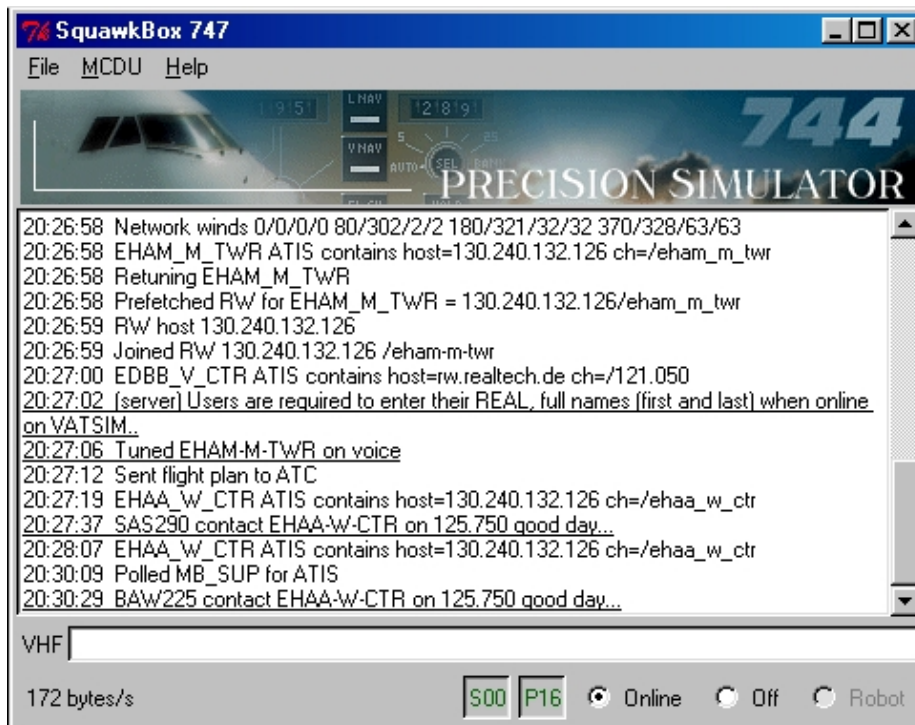 SquawkBox 747
File MCDU Help
1951 L NAV 12891
V NAV 5 25
AUTO SEL BANK
744
PRECISION SIMULATOR
20:26:58 Network winds 0/0/0/0 80/302/2/2 180/321/32/32 370/328/63/63
20:26:58 EHAM_M_TWR ATIS contains host=130.240.132.126 ch=/eham_m_twr
20:26:58 Retuning EHAM_M_TWR
20:26:58 Prefetched RW for EHAM_M_TWR = 130.240.132.126/eham_m_twr
20:26:59 RW host 130.240.132.126
20:26:59 Joined RW 130.240.132.126 /eham-m-twr
20:27:00 EDBB_V_CTR ATIS contains host=rw.realtech.de ch=/121.050
20:27:02 (server) Users are required to enter their REAL, full names (first and last) when online
on VATSIM..
20:27:06 Tuned EHAM-M-TWR on voice
20:27:12 Sent flight plan to ATC
20:27:19 EHAA_W_CTR ATIS contains host=130.240.132.126 ch=/ehaa_w_ctr
20:27:37 SAS290 contact EHAA-W-CTR on 125.750 good day...
20:28:07 EHAA_W_CTR ATIS contains host=130.240.132.126 ch=/ehaa_w_ctr
20:30:09 Polled MB_SUP for ATIS
20:30:29 BAW225 contact EHAA-W-CTR on 125.750 good day...
VHF
172 bytes/s S00 P16 Online Off Robot